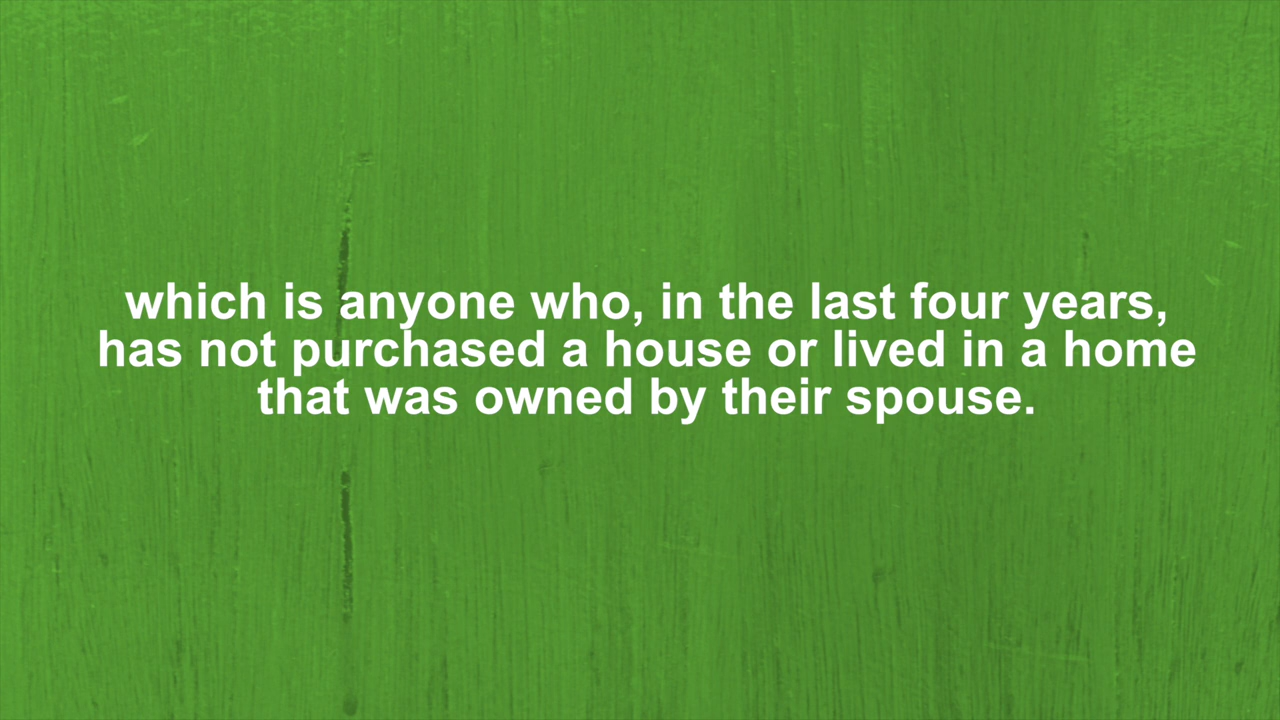 which is anyone who, in the last four years,
has not purchased a house or lived in a home
that was owned by their spouse.